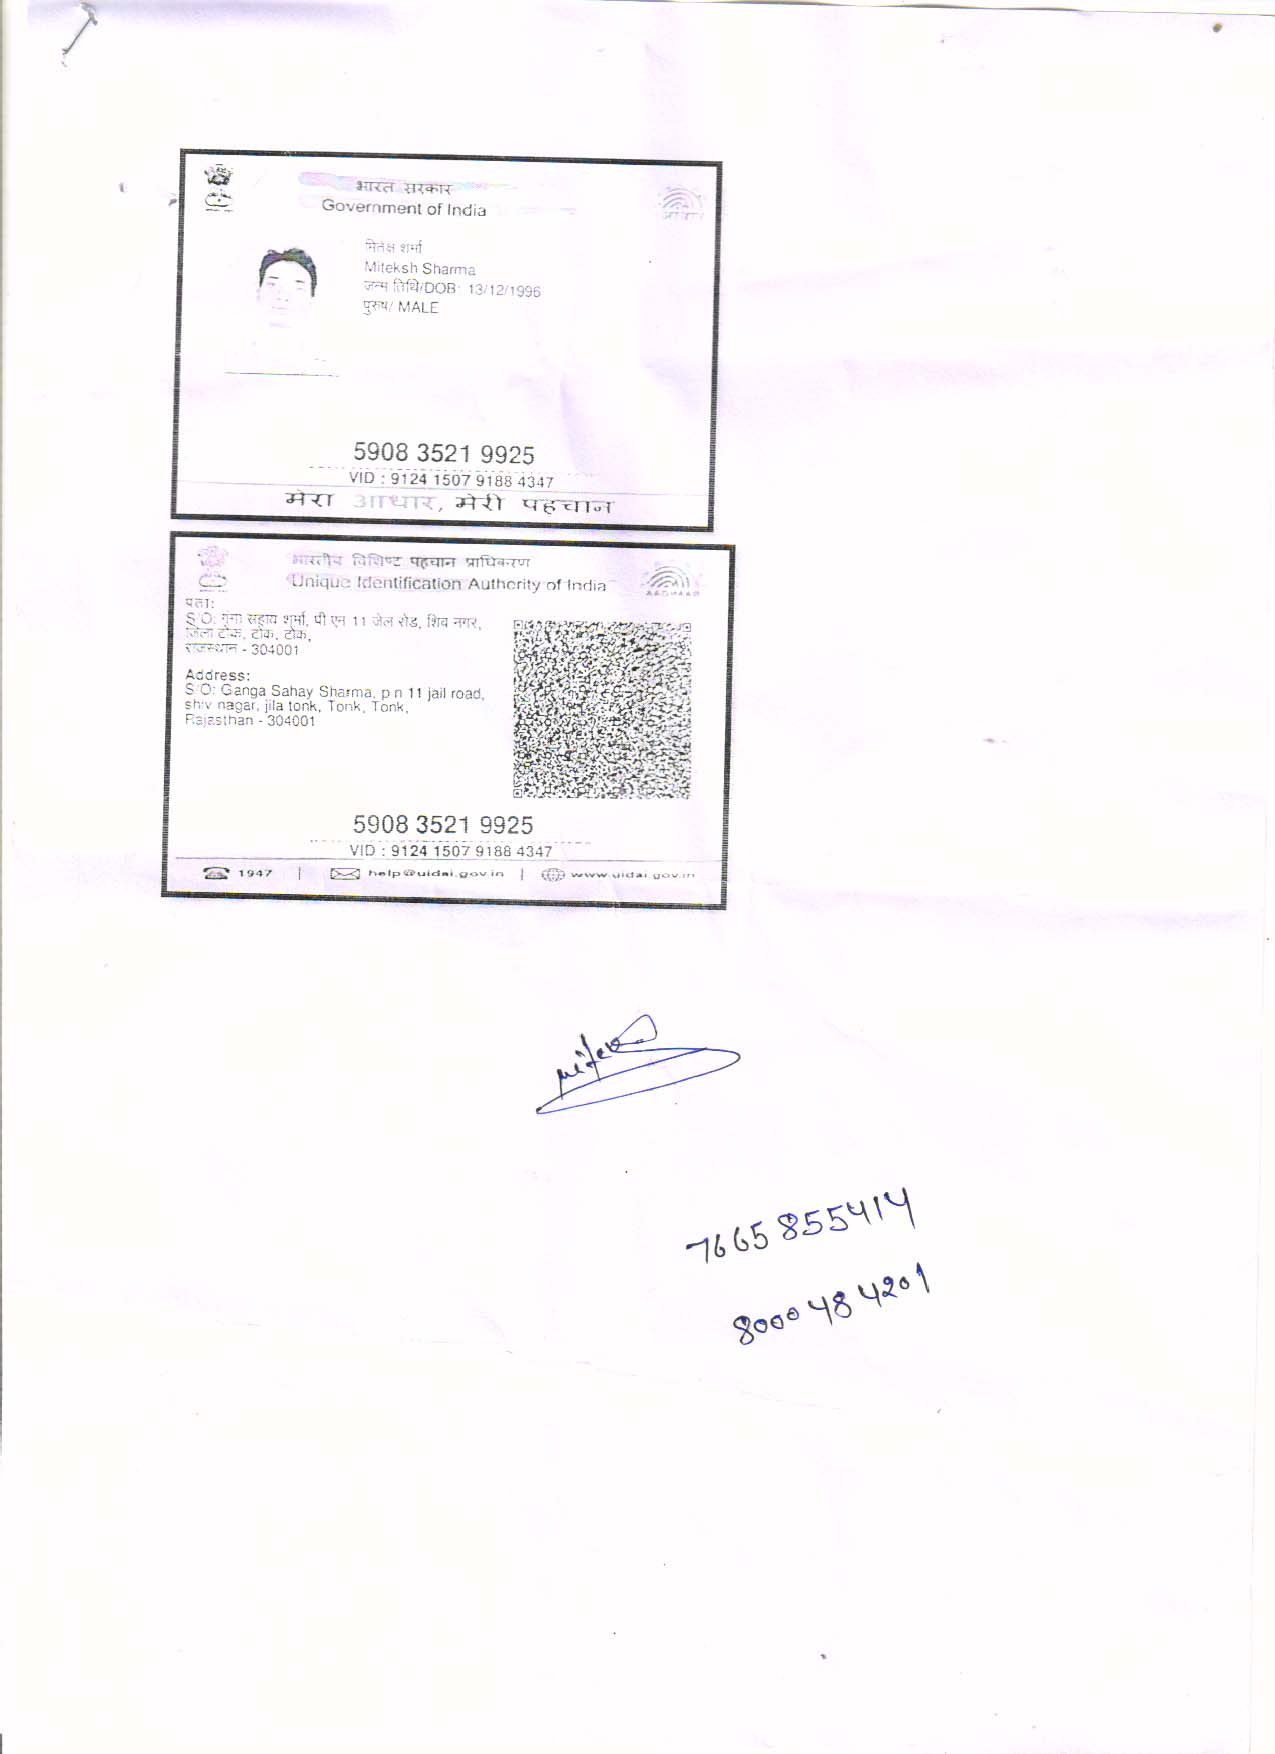 भारत सरकार
Government of India
आधार
मितेक्ष शर्मा
Miteksh Sharma
जन्म तिथि/DOB: 13/12/1996
पुरुष/ MALE
5908 3521 9925
VID : 9124 1507 9188 4347
मेरा आधार, मेरी पहचान
भारतीय विशिष्ट पहचान प्राधिकरण
Unique Identification Authority of India
AADHAAR
पता:
S/O: गंगा सहाय शर्मा, पी एन 11 जेल रोड, शिव नगर,
जिला टोंक, टोंक, टोंक,
राजस्थान - 304001
Address:
S/O: Ganga Sahay Sharma, p n 11 jail road,
shiv nagar, jila tonk, Tonk, Tonk,
Rajasthan - 304001
5908 3521 9925
VID : 9124 1507 9188 4347
1947 | help@uidai.gov.in | www.uidai.gov.in
7665855414
8000484201